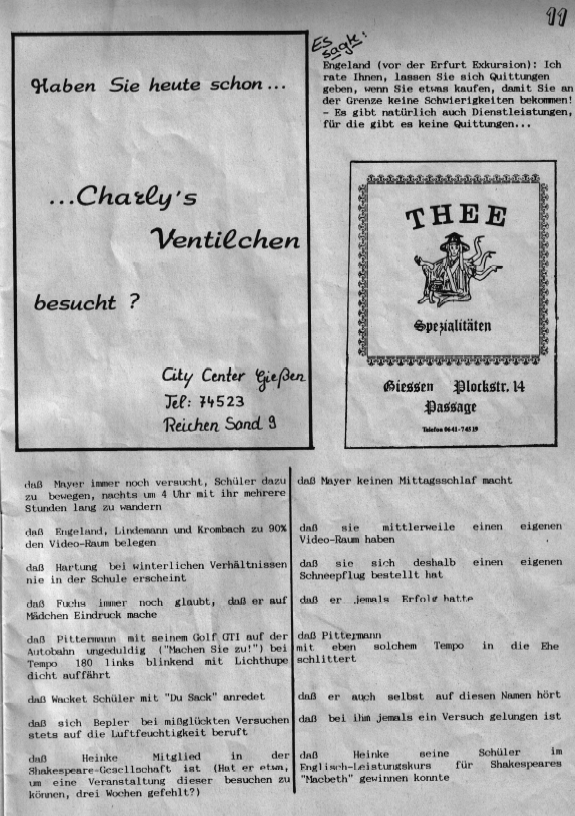 11
Es sagte:
Engeland (vor der Erfurt Exkursion): Ich
rate Ihnen, lassen Sie sich Quittungen
geben, wenn Sie etwas kaufen, damit Sie an
der Grenze keine Schwierigkeiten bekommen!
- Es gibt natürlich auch Dienstleistungen,
für die gibt es keine Quittungen...
Haben Sie heute schon...
...Charly's
Ventilchen
besucht ?
City Center Gießen
Tel: 74523
Reichen Sand 9
THEE
Spezialitäten
Giessen Plockstr. 14
Passage
Telefon 0641-74519
daß Mayer immer noch versucht, Schüler dazu
zu bewegen, nachts um 4 Uhr mit ihr mehrere
Stunden lang zu wandern
daß Mayer keinen Mittagsschlaf macht
daß Engeland, Lindemann und Krombach zu 90%
den Video-Raum belegen
daß sie mittlerweile einen eigenen
Video-Raum haben
daß Hartung bei winterlichen Verhältnissen
nie in der Schule erscheint
daß sie sich deshalb einen eigenen
Schneepflug bestellt hat
daß Fuchs immer noch glaubt, daß er auf
Mädchen Eindruck mache
daß er jemals Erfolg hatte
daß Pittermann mit seinem Golf GTI auf der
Autobahn ungeduldig ("Machen Sie zu!") bei
Tempo 180 links blinkend mit Lichthupe
dicht auffährt
daß Pittermann
mit eben solchem Tempo in die Ehe
schlittert
daß Wacket Schüler mit "Du Sack" anredet
daß er auch selbst auf diesen Namen hört
daß sich Bepler bei mißglückten Versuchen
stets auf die Luftfeuchtigkeit beruft
daß bei ihm jemals ein Versuch gelungen ist
daß Heinke Mitglied in der
Shakespeare-Gesellschaft ist (Hat er etwa,
um eine Veranstaltung dieser besuchen zu
können, drei Wochen gefehlt?)
daß Heinke seine Schüler im
Englisch-Leistungskurs für Shakespeares
"Macbeth" gewinnen konnte